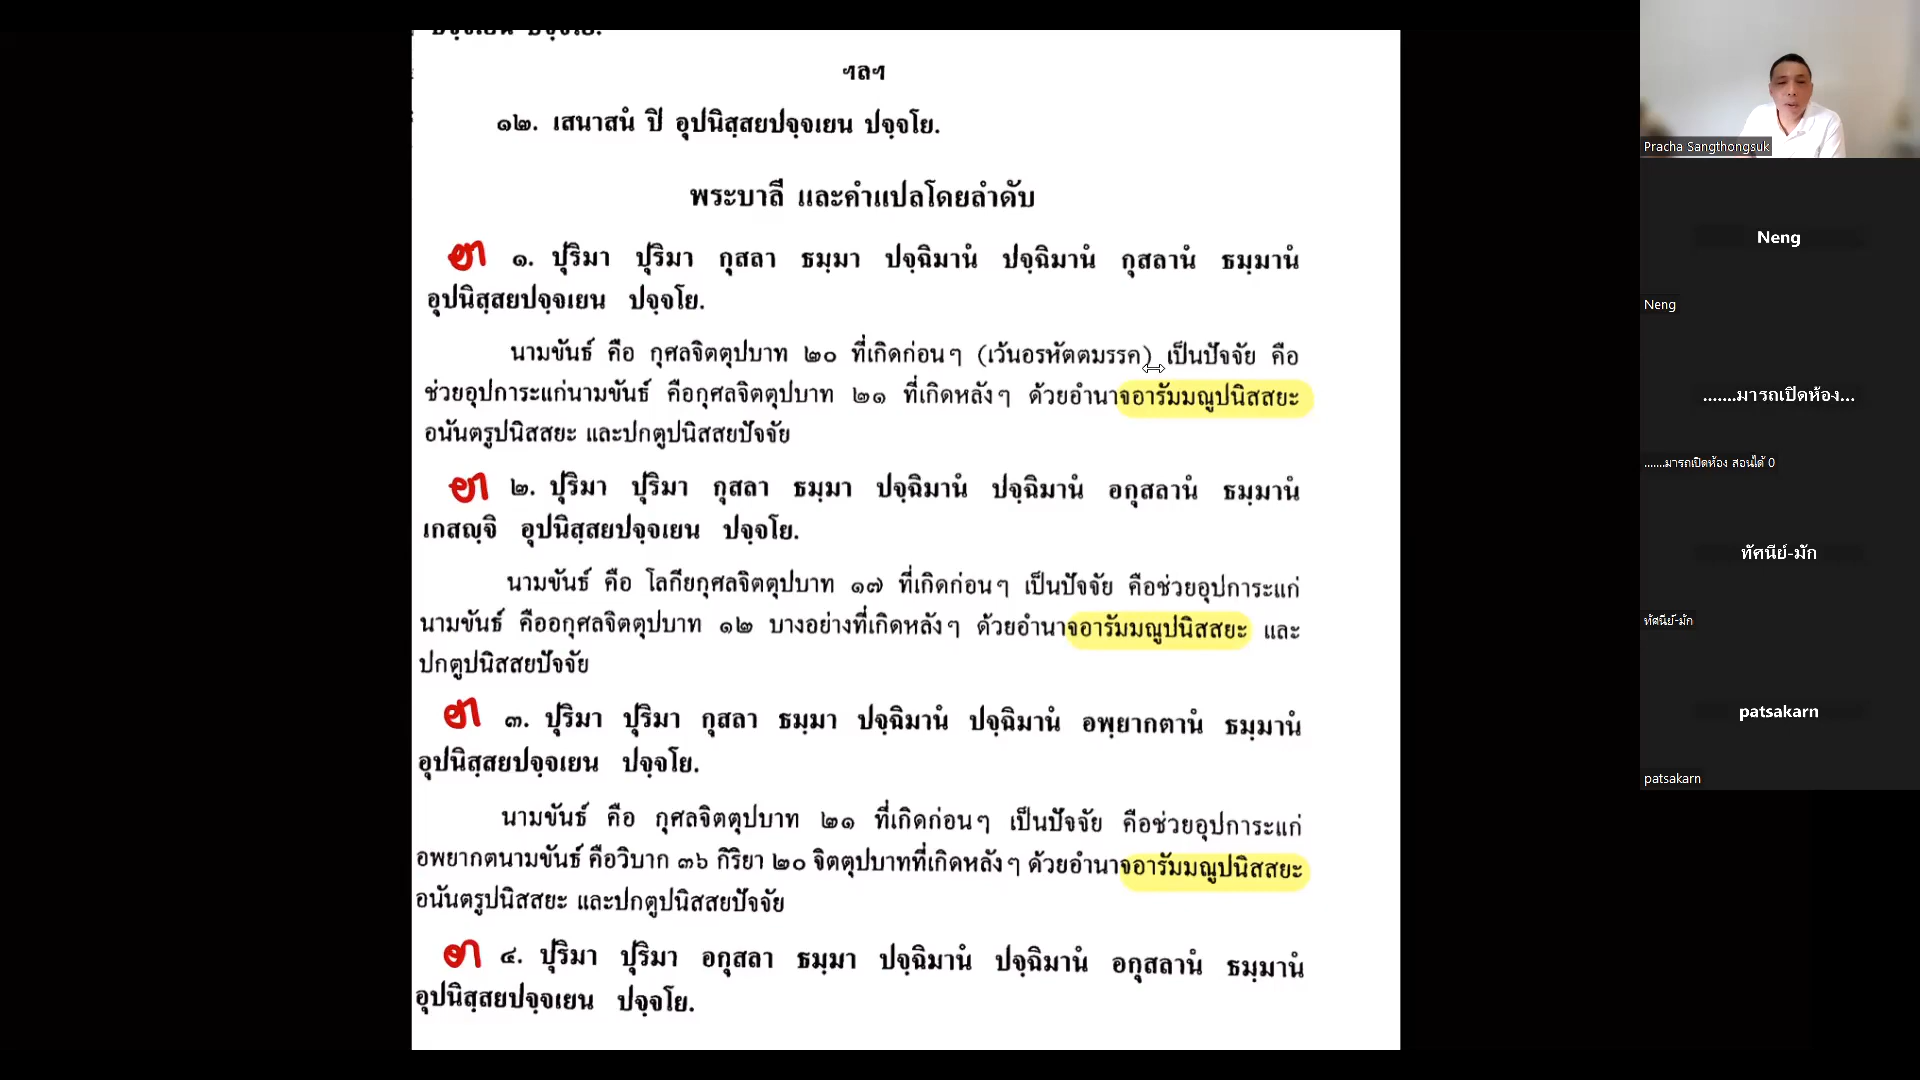 ฯลฯ
๑๒. เสนาสนํ ปิ อุปนิสฺสยปจฺจเยน ปจฺจโย.
พระบาลี และคำแปลโดยลำดับ
อา ๑. ปุริมา ปุริมา กุสลา ธมฺมา ปจฺฉิมานํ ปจฺฉิมานํ กุสลานํ ธมฺมานํ
อุปนิสฺสยปจฺจเยน ปจฺจโย.
นามขันธ์ คือ กุศลจิตตุปบาท ๒๐ ที่เกิดก่อนๆ (เว้นอรหัตตมรรค) เป็นปัจจัย คือ
ช่วยอุปการะแก่นามขันธ์ คือกุศลจิตตุปบาท ๒๑ ที่เกิดหลังๆ ด้วยอำนาจอารัมมณูปนิสสยะ
อนันตรูปนิสสยะ และปกตูปนิสสยปัจจัย
อา ๒. ปุริมา ปุริมา กุสลา ธมฺมา ปจฺฉิมานํ ปจฺฉิมานํ อกุสลานํ ธมฺมานํ
เกสญฺจิ อุปนิสฺสยปจฺจเยน ปจฺจโย.
นามขันธ์ คือ โลกียกุศลจิตตุปบาท ๑๗ ที่เกิดก่อนๆ เป็นปัจจัย คือช่วยอุปการะแก่
นามขันธ์ คืออกุศลจิตตุปบาท ๑๒ บางอย่างที่เกิดหลังๆ ด้วยอำนาจอารัมมณูปนิสสยะ และ
ปกตูปนิสสยปัจจัย
อา ๓. ปุริมา ปุริมา กุสลา ธมฺมา ปจฺฉิมานํ ปจฺฉิมานํ อพฺยากตานํ ธมฺมานํ
อุปนิสฺสยปจฺจเยน ปจฺจโย.
นามขันธ์ คือ กุศลจิตตุปบาท ๒๑ ที่เกิดก่อนๆ เป็นปัจจัย คือช่วยอุปการะแก่
อพยากตนามขันธ์ คือวิบาก ๓๖ กิริยา ๒๐ จิตตุปบาทที่เกิดหลังๆ ด้วยอำนาจอารัมมณูปนิสสยะ
อนันตรูปนิสสยะ และปกตูปนิสสยปัจจัย
อา ๔. ปุริมา ปุริมา อกุสลา ธมฺมา ปจฺฉิมานํ ปจฺฉิมานํ อกุสลานํ ธมฺมานํ
อุปนิสฺสยปจฺจเยน ปจฺจโย.
Pracha Sangthongsuk
Neng
Neng
.......มารถเปิดห้อง...
.......มารถเปิดห้อง สอนได้ 0
ทัศนีย์-มัก
ทัศนีย์-มัก
patsakarn
patsakarn